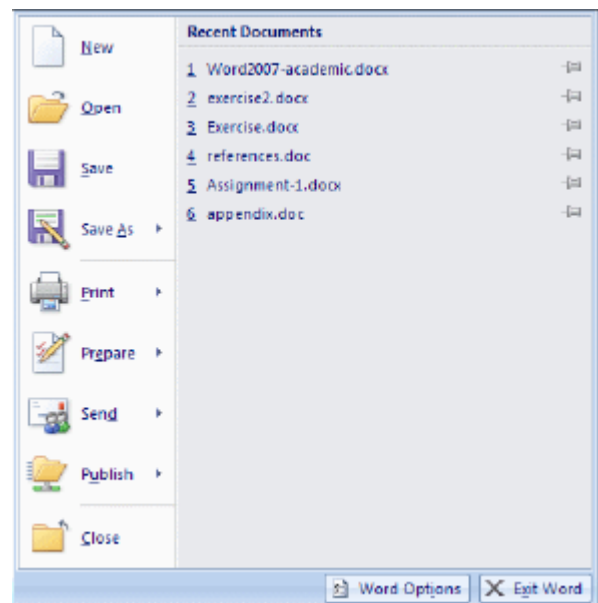 New
Open
Save
Save As
Print
Prepare
Send
Publish
Close
Recent Documents
1 Word2007-academic.docx
2 exercise2.docx
3 Exercise.docx
4 references.doc
5 Assignment-1.docx
6 appendix.doc
Word Options
Exit Word